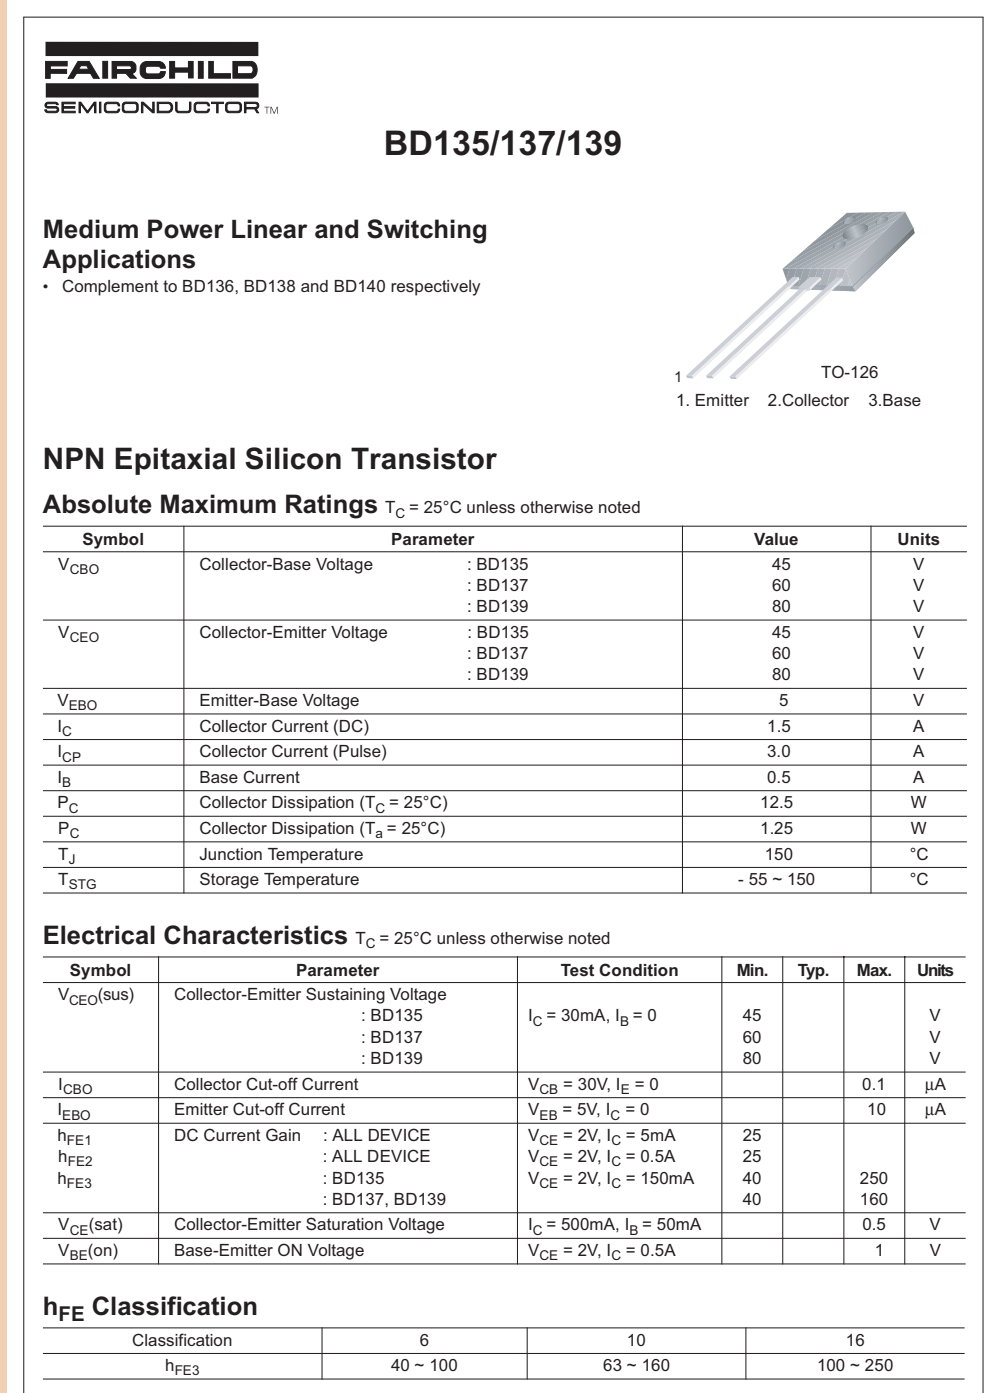 FAIRCHILD
SEMICONDUCTOR TM
BD135/137/139
Medium Power Linear and Switching
Applications
• Complement to BD136, BD138 and BD140 respectively
1 TO-126
1. Emitter 2.Collector 3.Base
NPN Epitaxial Silicon Transistor
Absolute Maximum Ratings TC = 25°C unless otherwise noted
Symbol Parameter Value Units
VCBO Collector-Base Voltage : BD135 45 V
: BD137 60 V
: BD139 80 V
VCEO Collector-Emitter Voltage : BD135 45 V
: BD137 60 V
: BD139 80 V
VEBO Emitter-Base Voltage 5 V
IC Collector Current (DC) 1.5 A
ICP Collector Current (Pulse) 3.0 A
IB Base Current 0.5 A
PC Collector Dissipation (TC = 25°C) 12.5 W
PC Collector Dissipation (Ta = 25°C) 1.25 W
TJ Junction Temperature 150 °C
TSTG Storage Temperature - 55 ~ 150 °C
Electrical Characteristics TC = 25°C unless otherwise noted
Symbol Parameter Test Condition Min. Typ. Max. Units
VCEO(sus) Collector-Emitter Sustaining Voltage
: BD135 IC = 30mA, IB = 0 45 V
: BD137 60 V
: BD139 80 V
ICBO Collector Cut-off Current VCB = 30V, IE = 0 0.1 µA
IEBO Emitter Cut-off Current VEB = 5V, IC = 0 10 µA
hFE1 DC Current Gain : ALL DEVICE VCE = 2V, IC = 5mA 25
hFE2 : ALL DEVICE VCE = 2V, IC = 0.5A 25
hFE3 : BD135 VCE = 2V, IC = 150mA 40 250
: BD137, BD139 40 160
VCE(sat) Collector-Emitter Saturation Voltage IC = 500mA, IB = 50mA 0.5 V
VBE(on) Base-Emitter ON Voltage VCE = 2V, IC = 0.5A 1 V
hFE Classification
Classification 6 10 16
hFE3 40 ~ 100 63 ~ 160 100 ~ 250